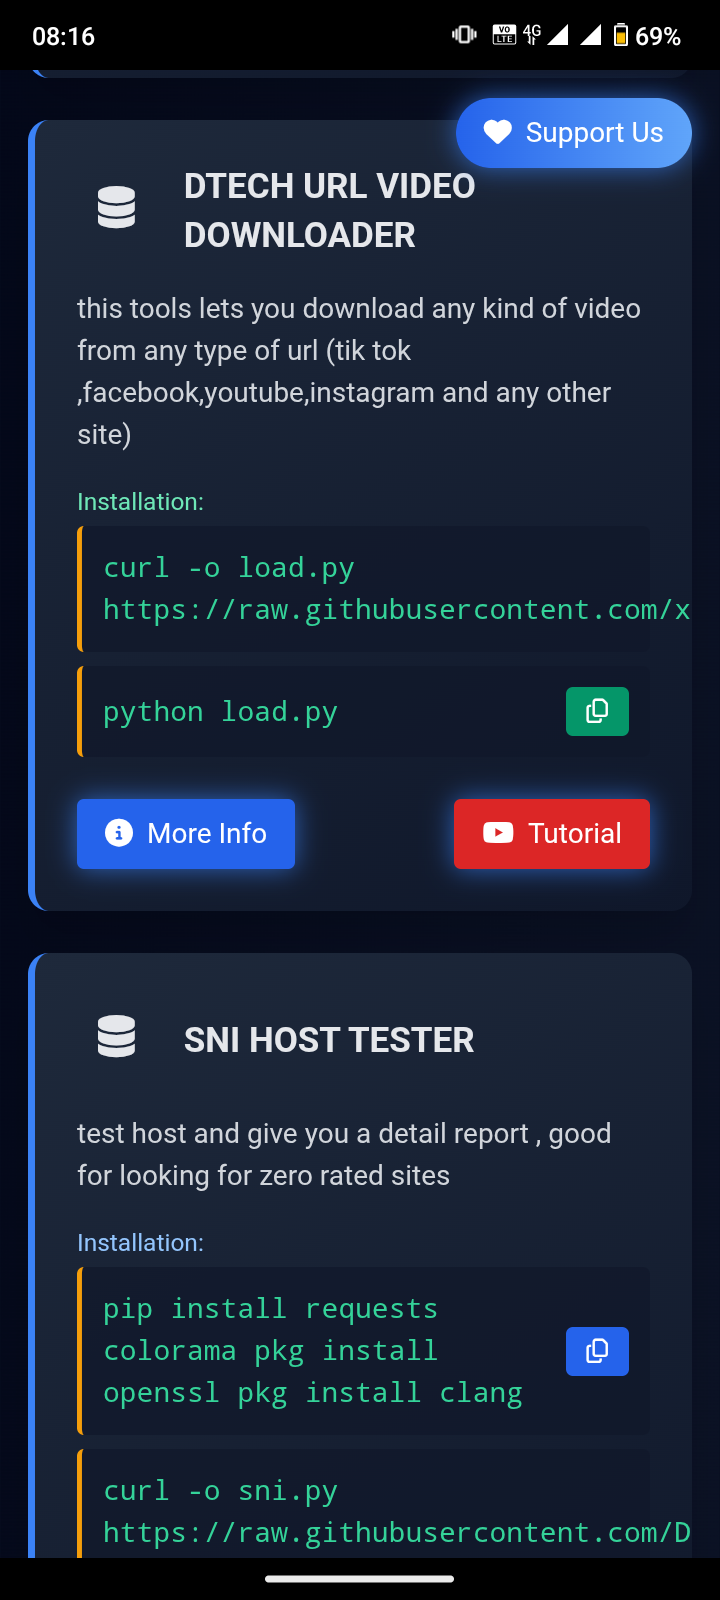 08:16
VO
LTE
4G
69%
Support Us
DTECH URL VIDEO
DOWNLOADER
this tools lets you download any kind of video
from any type of url (tik tok
,facebook,youtube,instagram and any other
site)
Installation:
curl -o load.py
https://raw.githubusercontent.com/x
python load.py
More Info
Tutorial
SNI HOST TESTER
test host and give you a detail report , good
for looking for zero rated sites
Installation:
pip install requests
colorama pkg install
openssl pkg install clang
curl -o sni.py
https://raw.githubusercontent.com/D